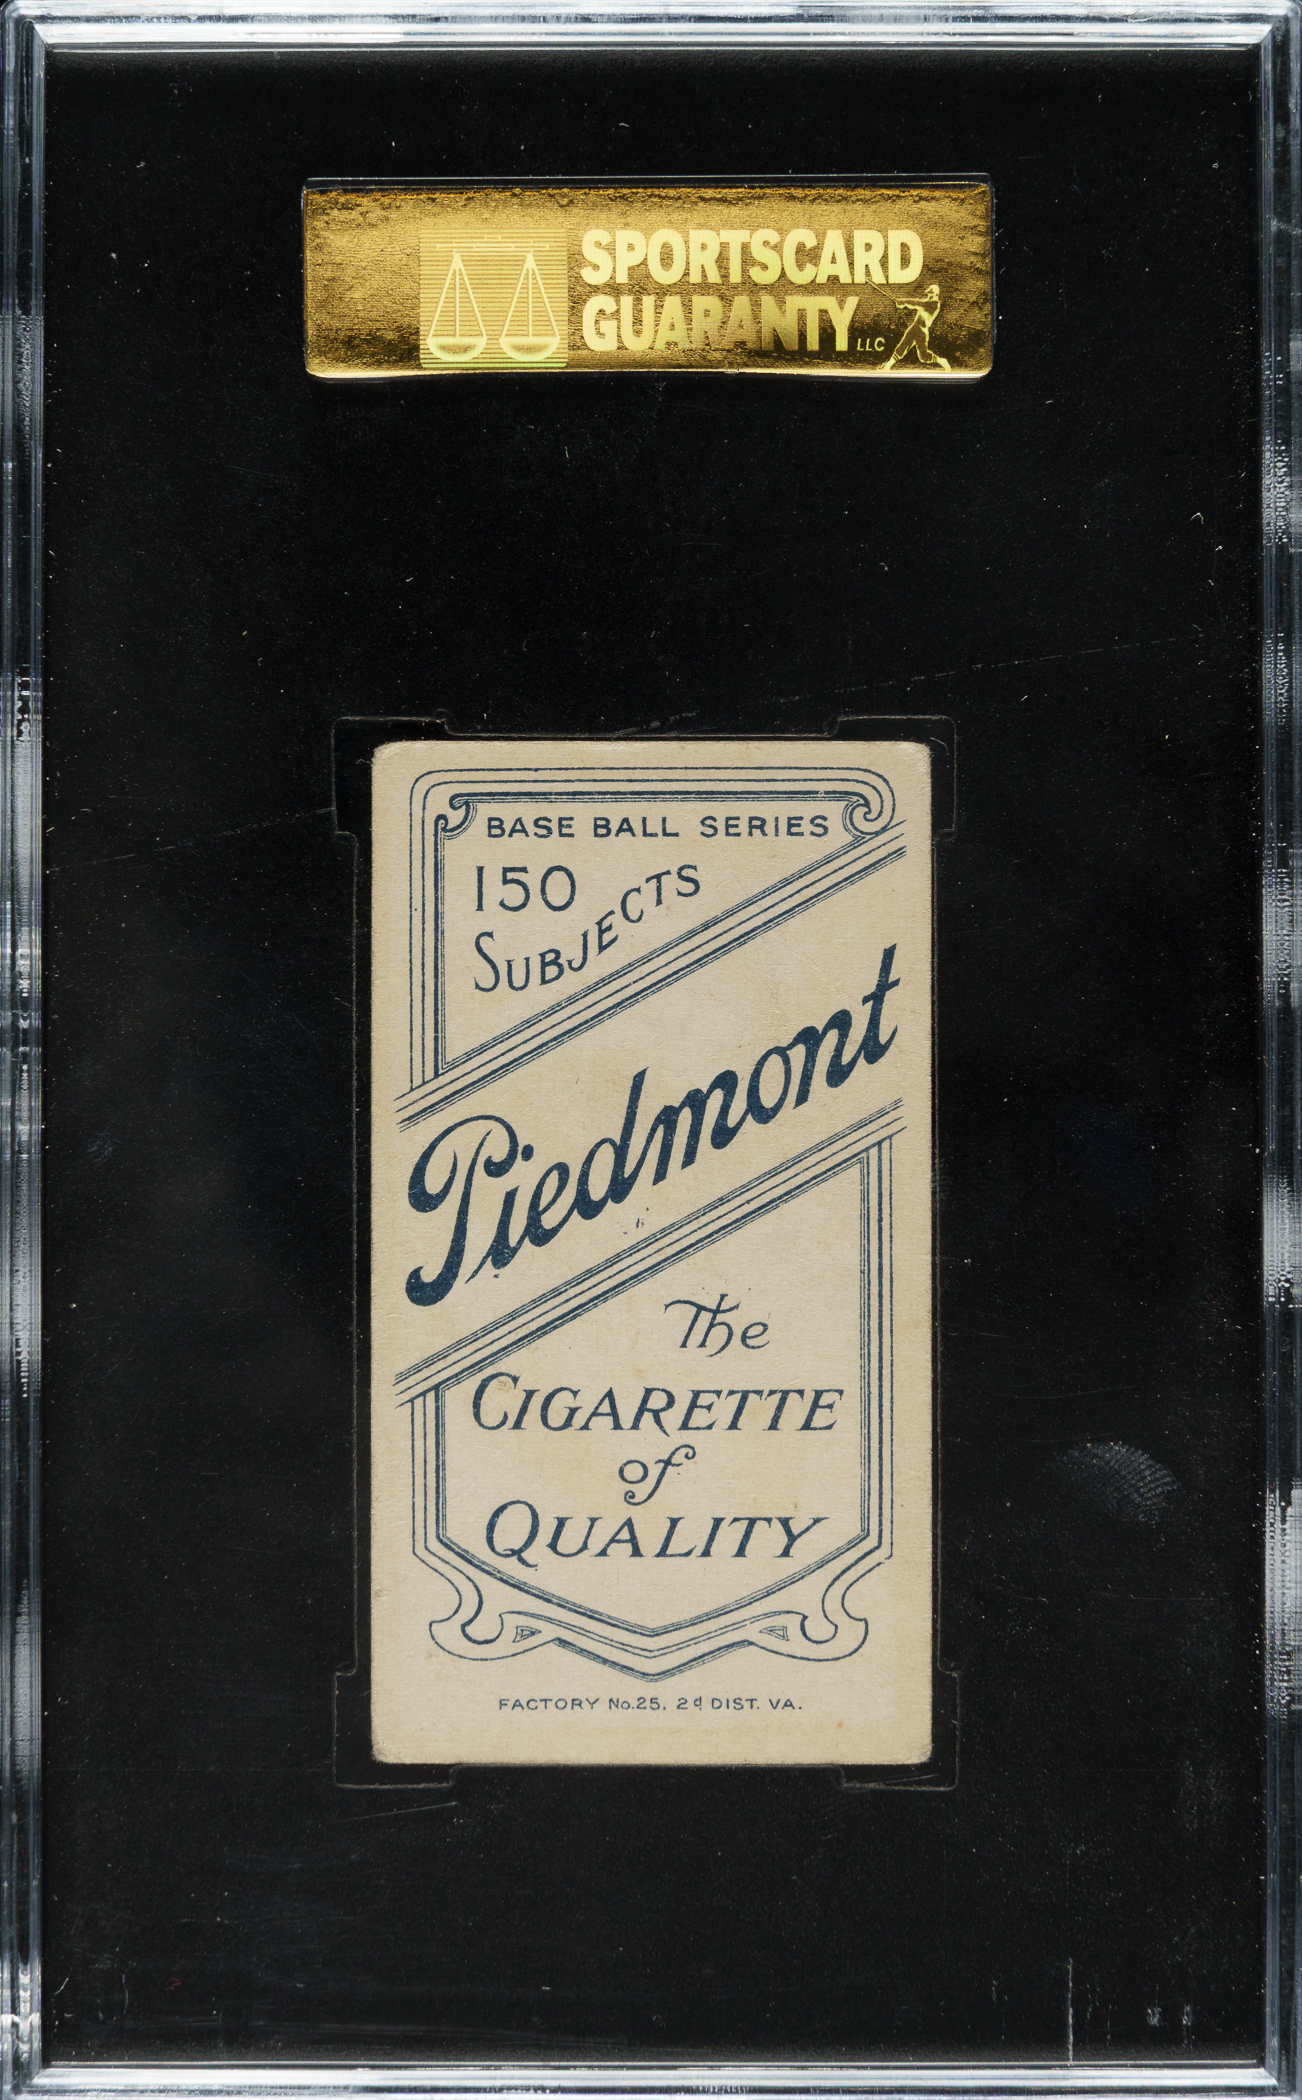 SPORTSCARD
GUARANTY LLC
BASE BALL SERIES
150
SUBJECTS
Piedmont
The
CIGARETTE
of
QUALITY
FACTORY No.25, 2d DIST. VA.